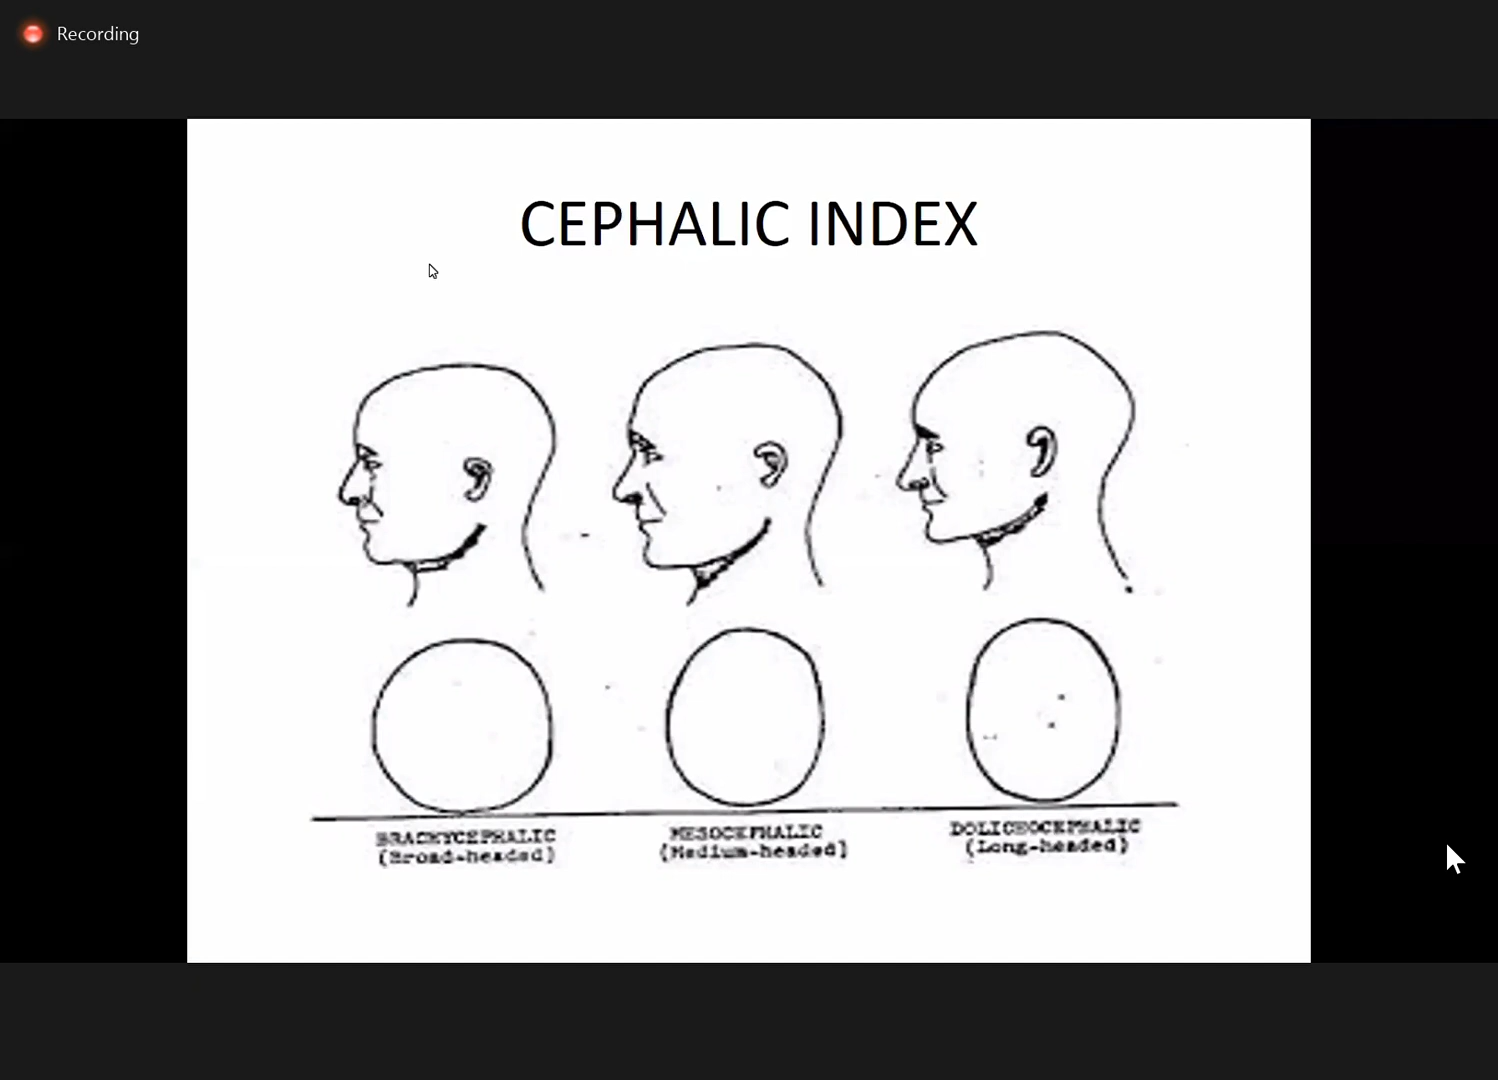 Recording
CEPHALIC INDEX
BRACHYCEPHALIC
(Broad-headed)
MESOCEPHALIC
(Medium-headed)
DOLICHOCEPHALIC
(Long-headed)